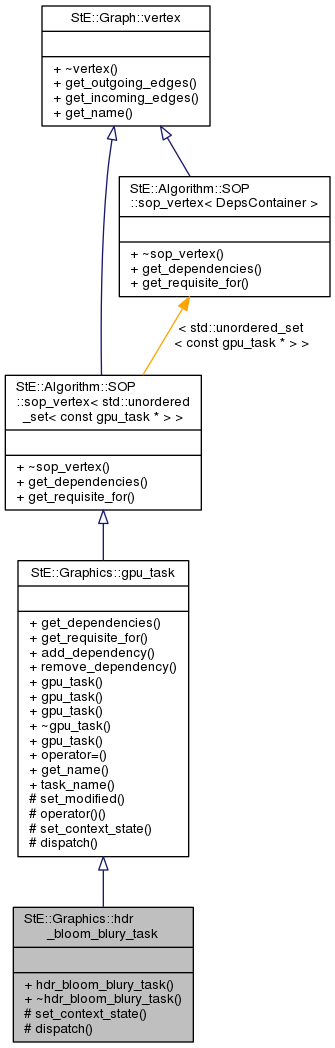 StE::Graph::vertex
+ ~vertex()
+ get_outgoing_edges()
+ get_incoming_edges()
+ get_name()
StE::Algorithm::SOP
::sop_vertex< DepsContainer >
+ ~sop_vertex()
+ get_dependencies()
+ get_requisite_for()
< std::unordered_set
< const gpu_task * > >
StE::Algorithm::SOP
::sop_vertex< std::unordered
_set< const gpu_task * > >
+ ~sop_vertex()
+ get_dependencies()
+ get_requisite_for()
StE::Graphics::gpu_task
+ get_dependencies()
+ get_requisite_for()
+ add_dependency()
+ remove_dependency()
+ gpu_task()
+ gpu_task()
+ gpu_task()
+ ~gpu_task()
+ gpu_task()
+ operator=()
+ get_name()
+ task_name()
# set_modified()
# operator()()
# set_context_state()
# dispatch()
StE::Graphics::hdr
_bloom_blury_task
+ hdr_bloom_blury_task()
+ ~hdr_bloom_blury_task()
# set_context_state()
# dispatch()